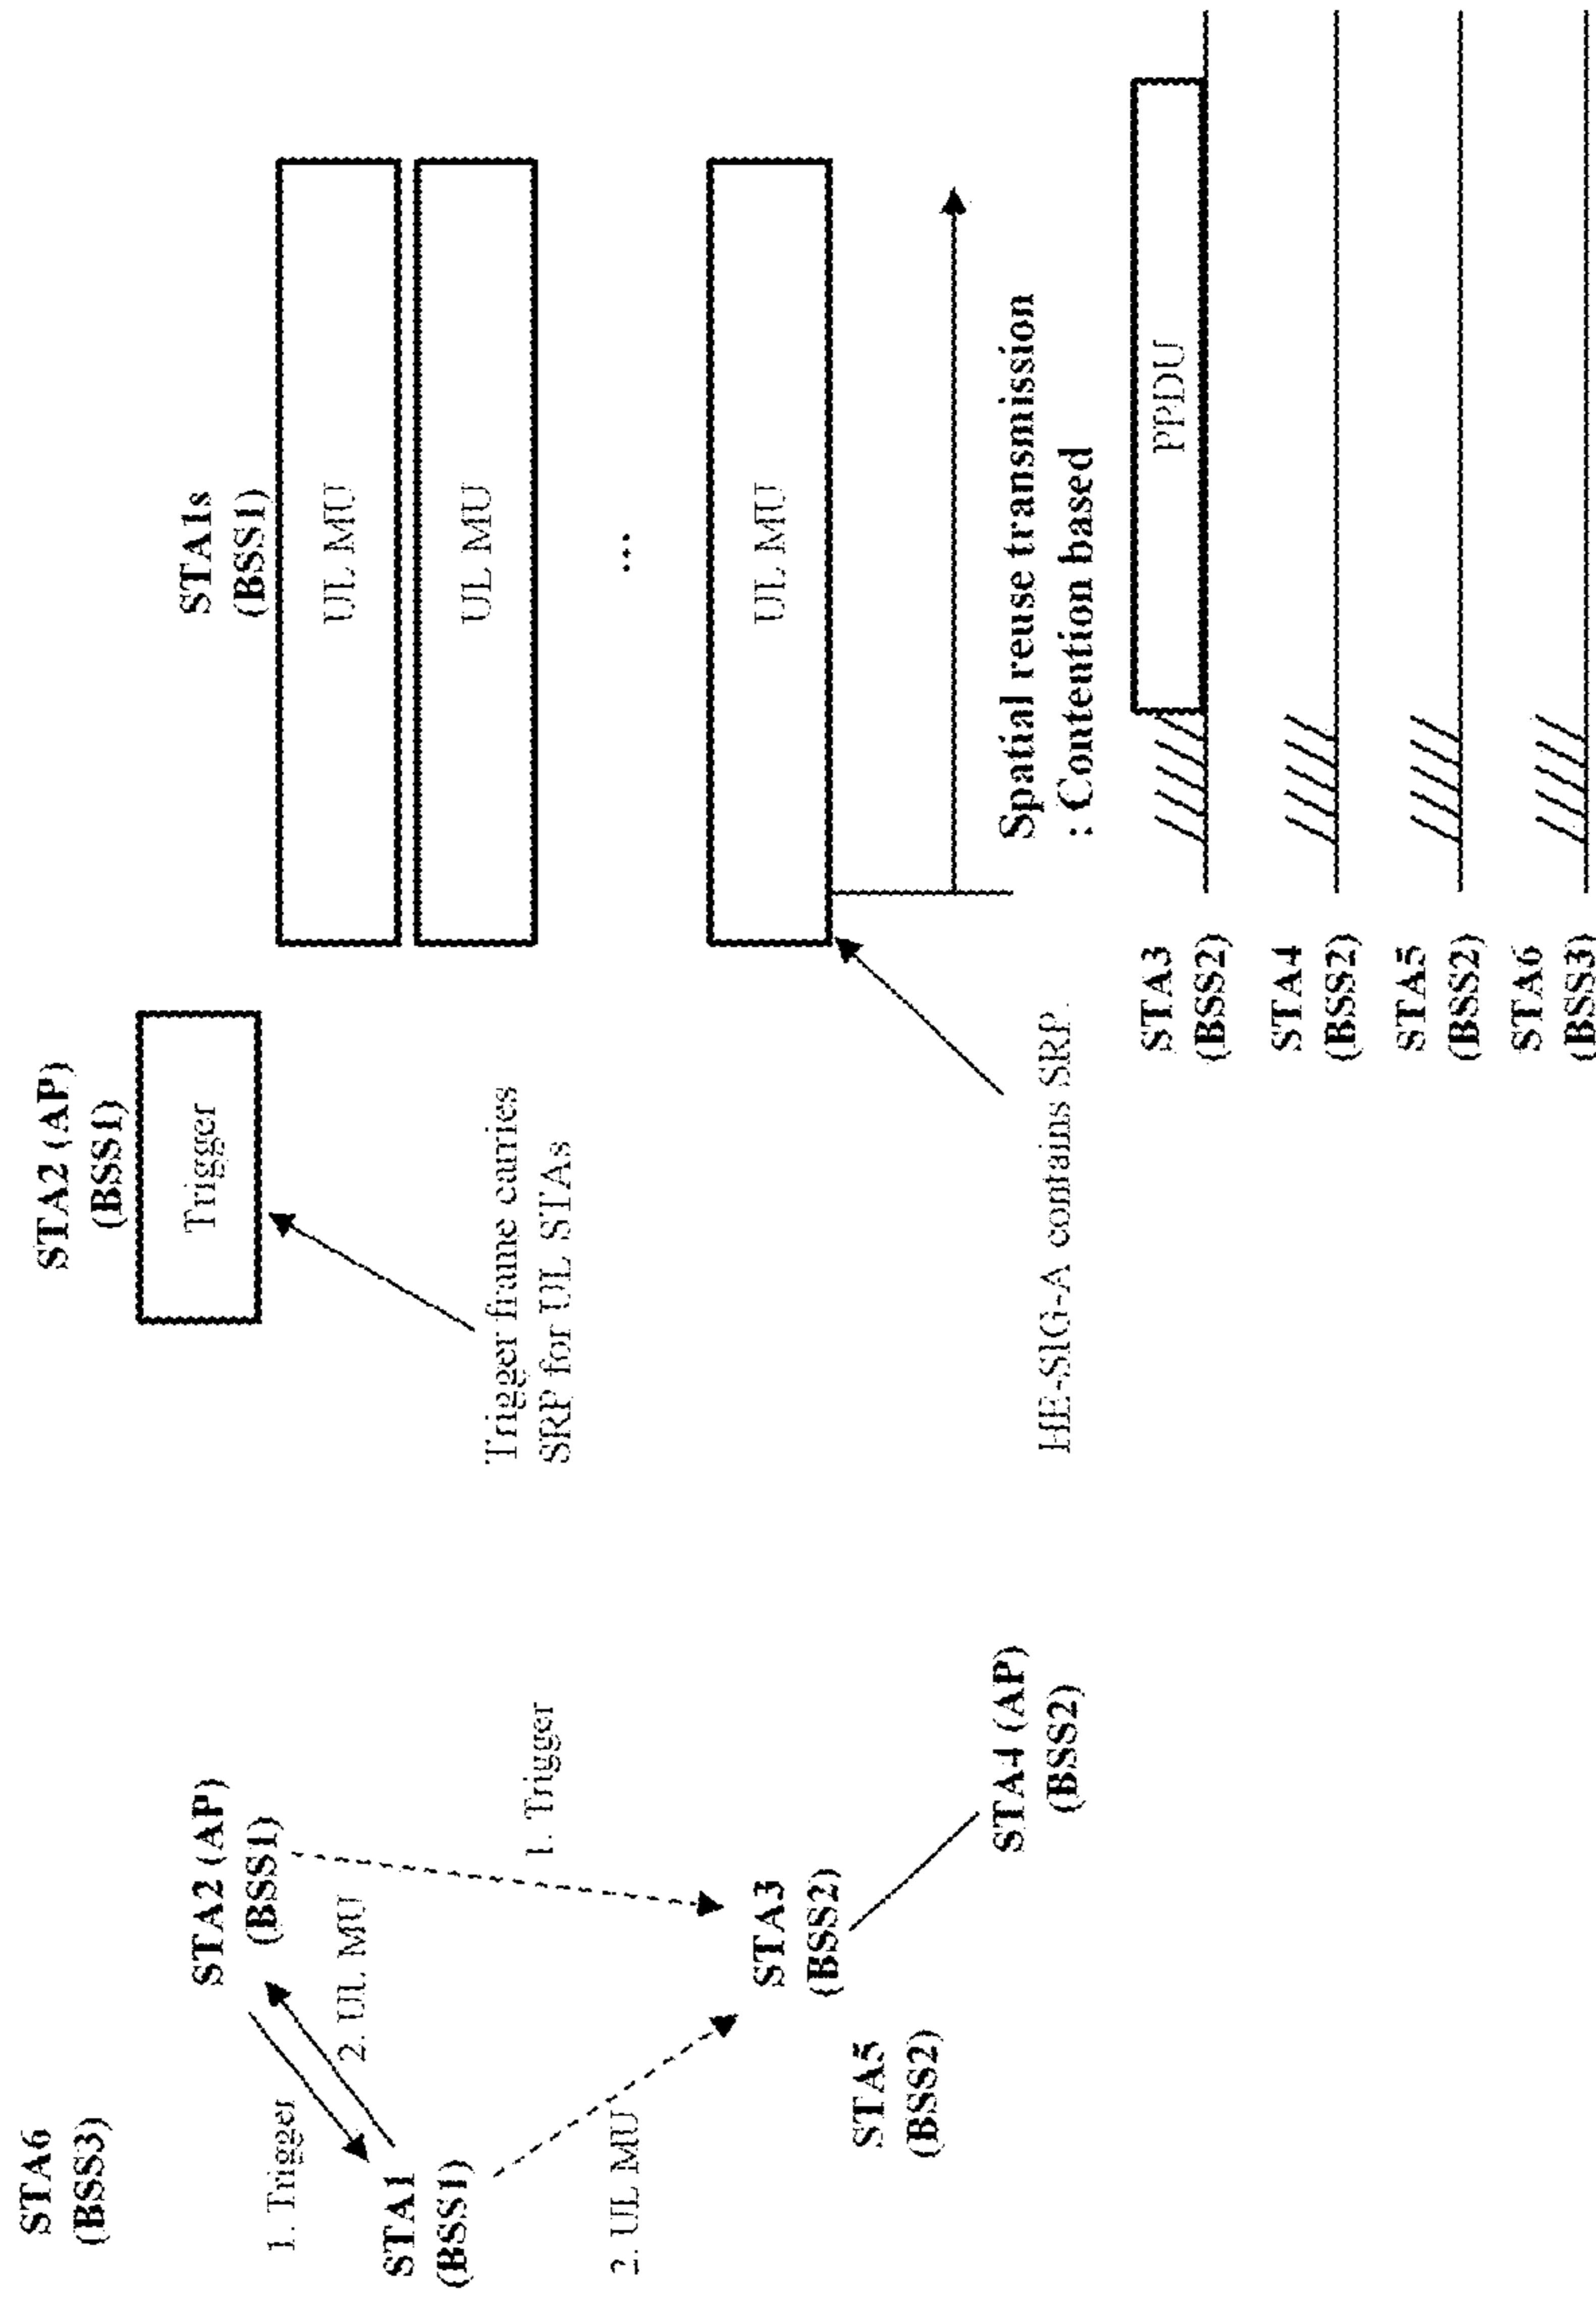 STA6
(BSS3)
STA2 (AP)
(BSS1)
1. Trigger
2. UL MU
STA1
(BSS1)
1. Trigger
2. UL MU
STA3
(BSS2)
STA5
(BSS2)
STA4 (AP)
(BSS2)
STA2 (AP)
(BSS1)
Trigger
Trigger frame carries
SRP for UL STAs
STA1s
(BSS1)
UL MU
UL MU
...
UL MU
HE-SIG-A contains SRP.
Spatial reuse transmission
: Contention based
STA3
(BSS2)
PPDU
STA4
(BSS2)
STA5
(BSS2)
STA6
(BSS3)